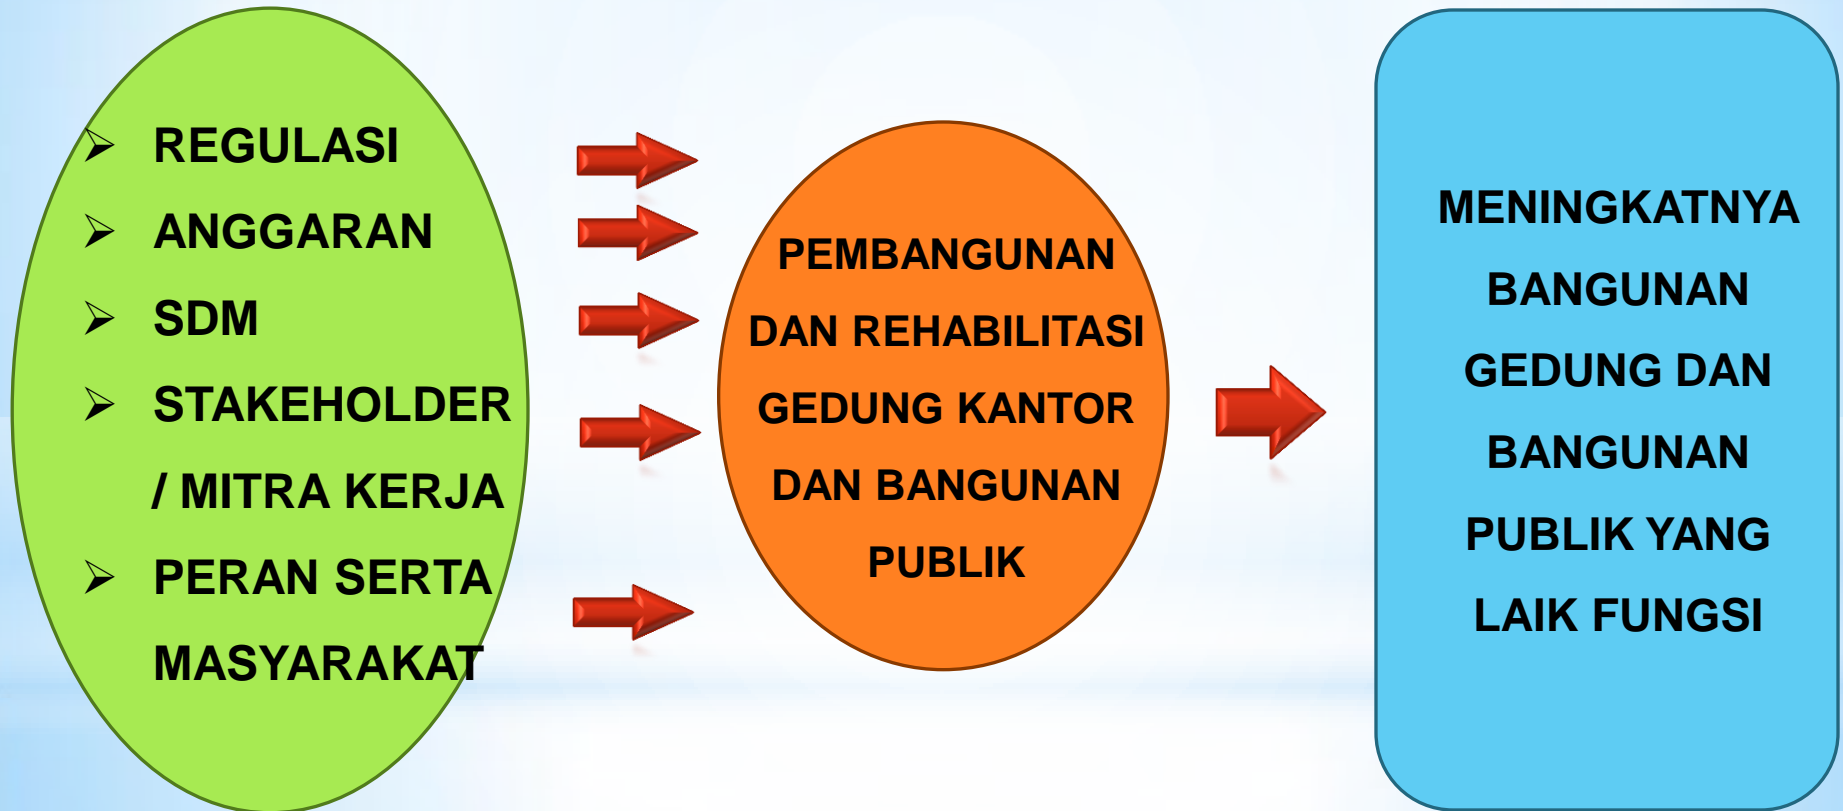 ➢ REGULASI
➢ ANGGARAN
➢ SDM
➢ STAKEHOLDER
/ MITRA KERJA
➢ PERAN SERTA
MASYARAKAT
PEMBANGUNAN
DAN REHABILITASI
GEDUNG KANTOR
DAN BANGUNAN
PUBLIK
MENINGKATNYA
BANGUNAN
GEDUNG DAN
BANGUNAN
PUBLIK YANG
LAIK FUNGSI